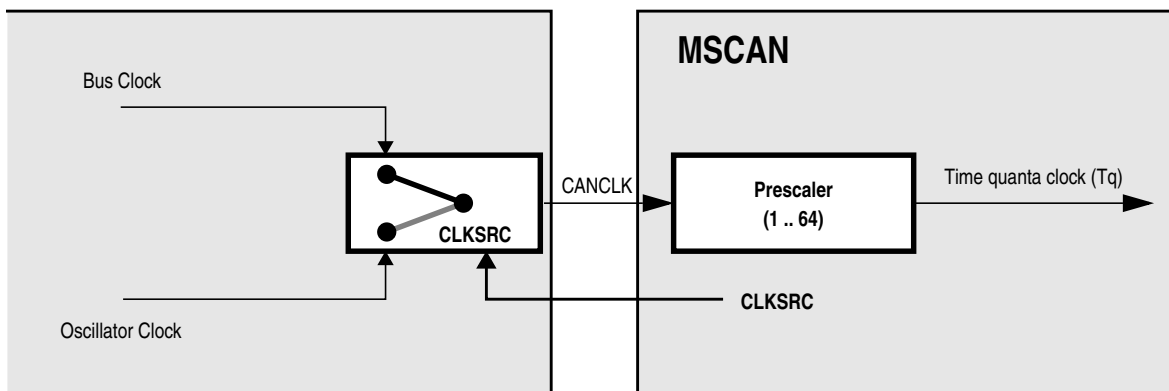 MSCAN
Bus Clock
CANCLK
Prescaler
(1 .. 64)
Time quanta clock (Tq)
CLKSRC
CLKSRC
Oscillator Clock